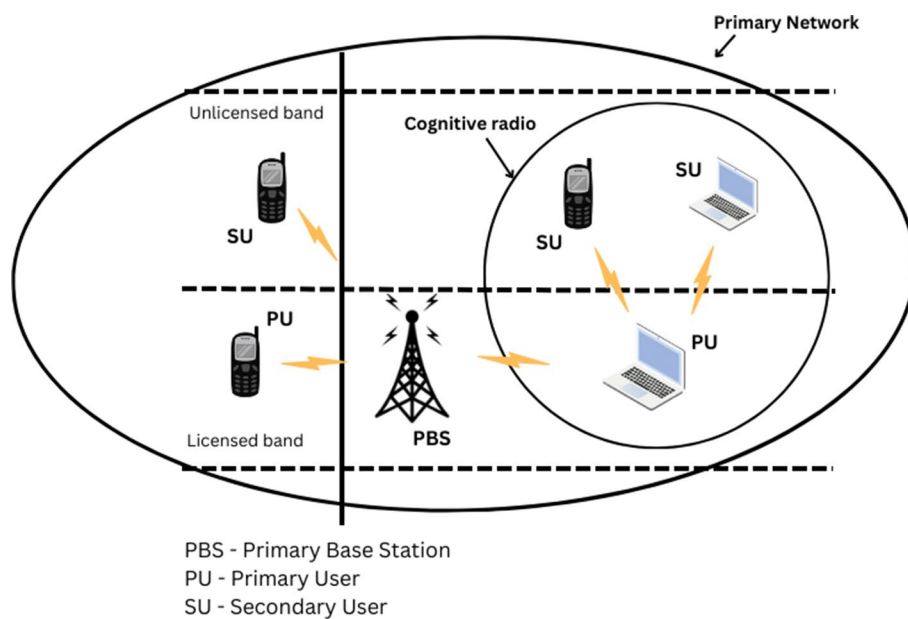 Primary Network
Unlicensed band
Cognitive radio
SU
SU
SU
PU
PU
PBS
Licensed band
PBS - Primary Base Station
PU - Primary User
SU - Secondary User